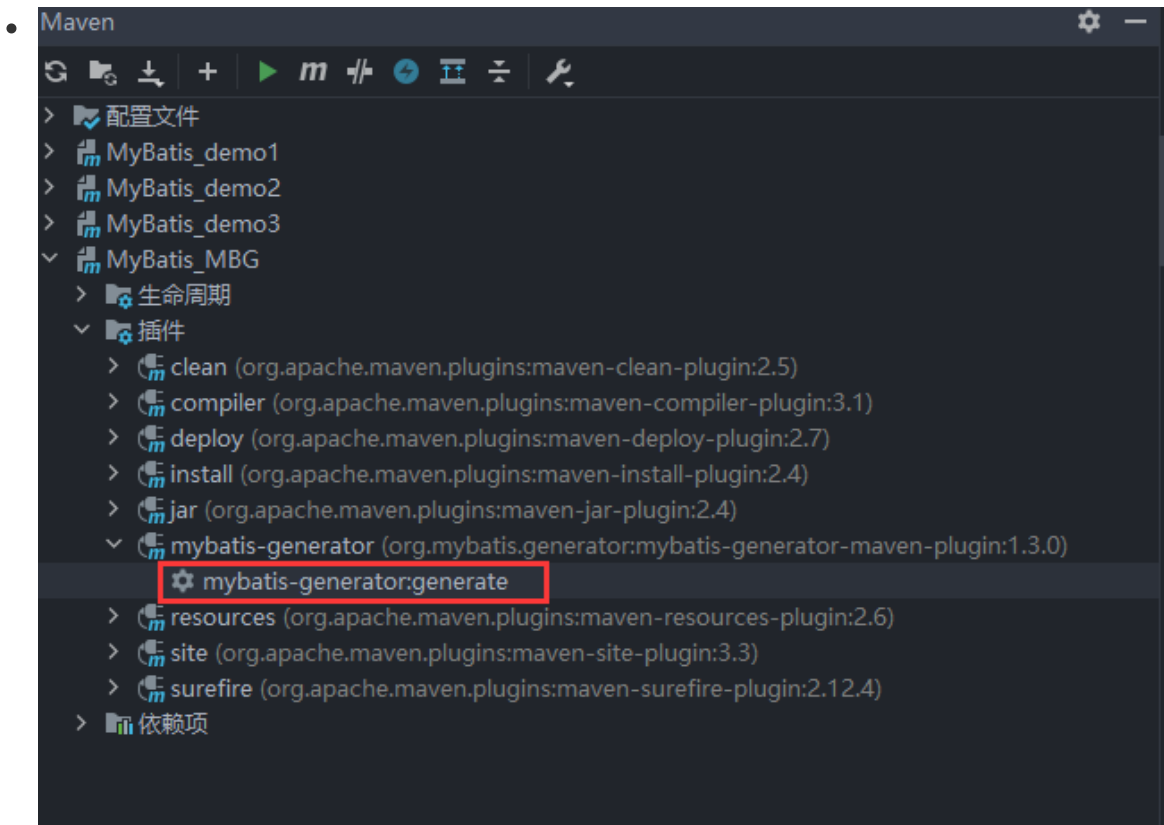 Maven
配置文件
MyBatis_demo1
MyBatis_demo2
MyBatis_demo3
MyBatis_MBG
生命周期
插件
clean (org.apache.maven.plugins:maven-clean-plugin:2.5)
compiler (org.apache.maven.plugins:maven-compiler-plugin:3.1)
deploy (org.apache.maven.plugins:maven-deploy-plugin:2.7)
install (org.apache.maven.plugins:maven-install-plugin:2.4)
jar (org.apache.maven.plugins:maven-jar-plugin:2.4)
mybatis-generator (org.mybatis.generator:mybatis-generator-maven-plugin:1.3.0)
mybatis-generator:generate
resources (org.apache.maven.plugins:maven-resources-plugin:2.6)
site (org.apache.maven.plugins:maven-site-plugin:3.3)
surefire (org.apache.maven.plugins:maven-surefire-plugin:2.12.4)
依赖项